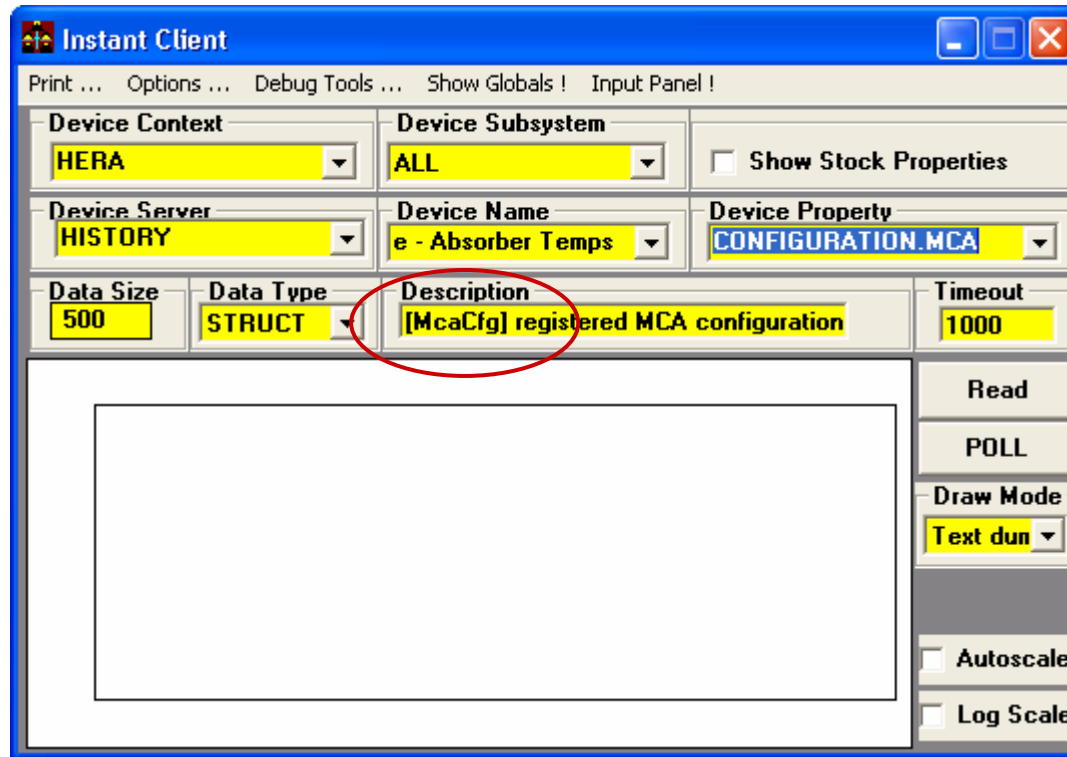 Instant Client
Print ... Options ... Debug Tools ... Show Globals ! Input Panel !
Device Context Device Subsystem
HERA ALL Show Stock Properties
Device Server Device Name Device Property
HISTORY e - Absorber Temps CONFIGURATION.MCA
Data Size Data Type Description Timeout
500 STRUCT [McaCfg] registered MCA configuration 1000
Read
POLL
Draw Mode
Text dum
Autoscale
Log Scale